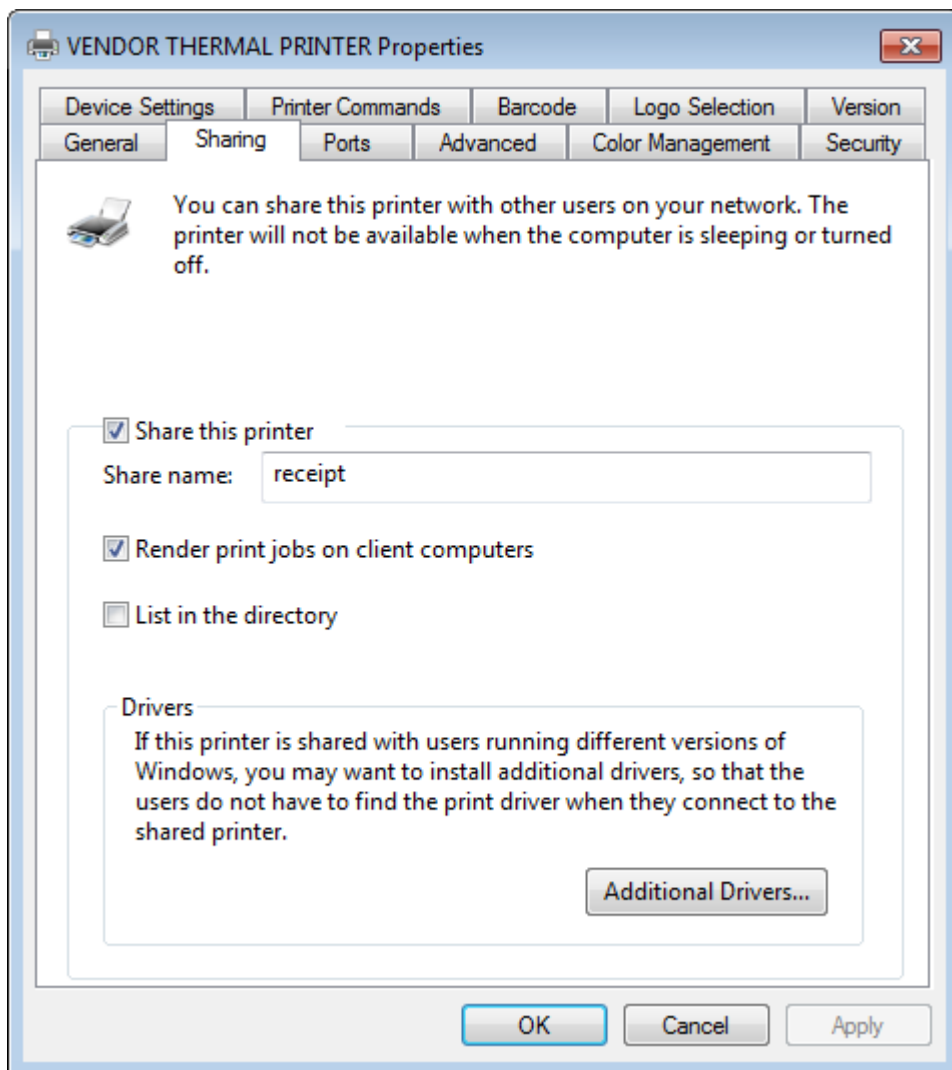 VENDOR THERMAL PRINTER Properties
Device Settings
Printer Commands
Barcode
Logo Selection
Version
General
Sharing
Ports
Advanced
Color Management
Security
You can share this printer with other users on your network. The
printer will not be available when the computer is sleeping or turned
off.
Share this printer
Share name: receipt
Render print jobs on client computers
List in the directory
Drivers
If this printer is shared with users running different versions of
Windows, you may want to install additional drivers, so that the
users do not have to find the print driver when they connect to the
shared printer.
Additional Drivers...
OK
Cancel
Apply